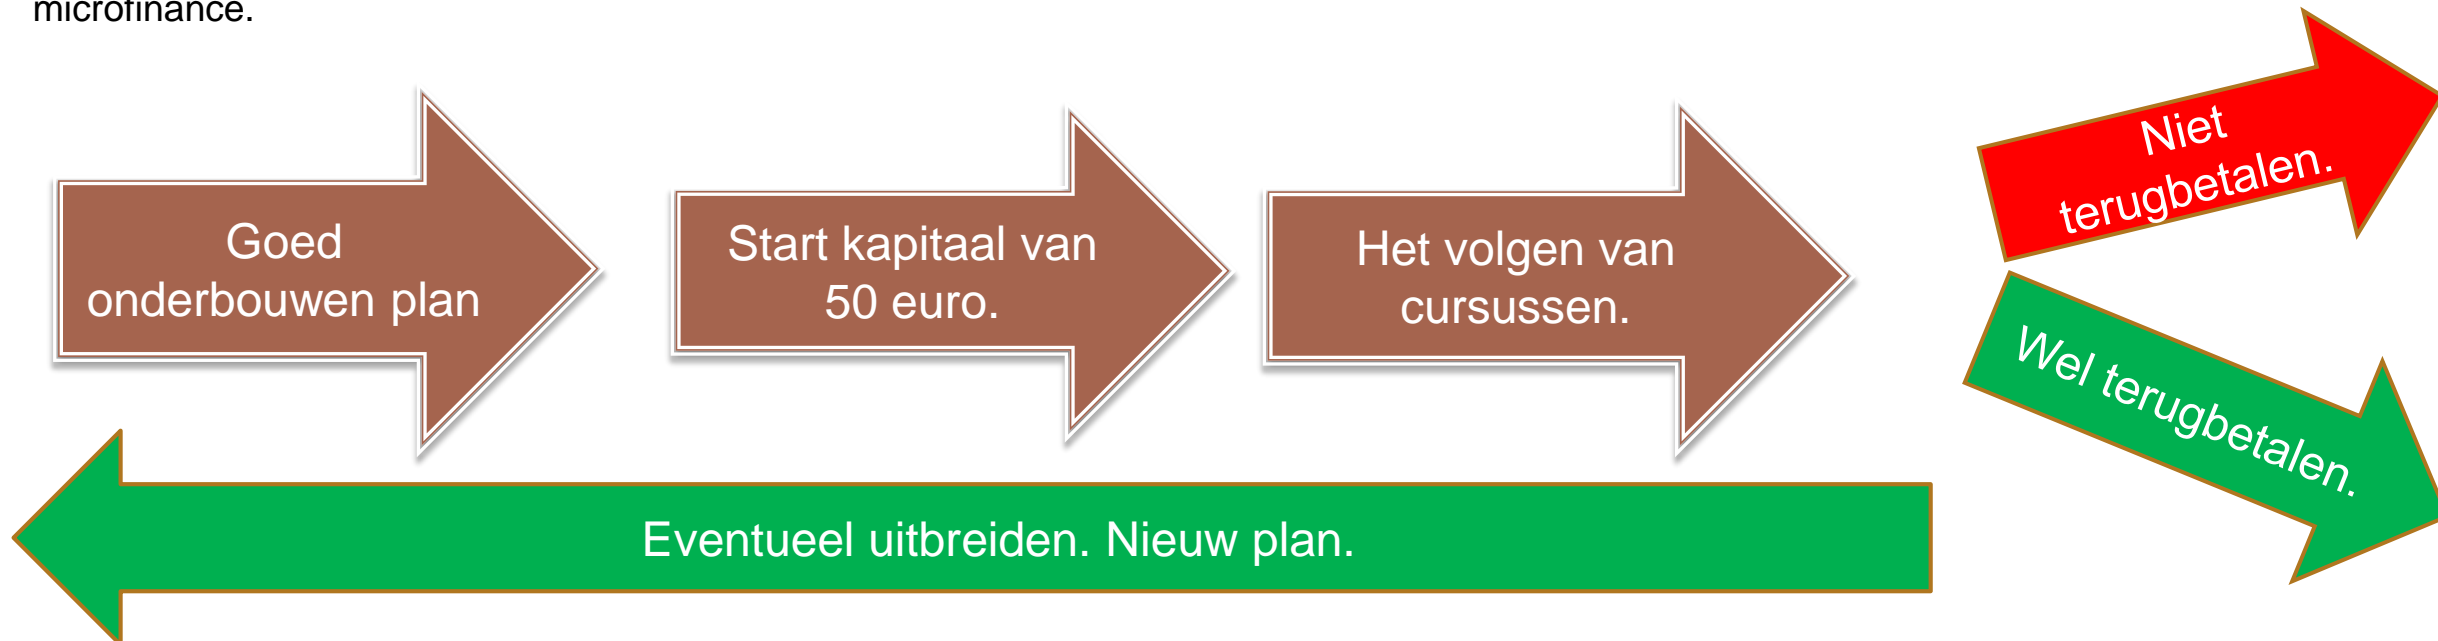 microfinance.
Goed
onderbouwen plan
Start kapitaal van
50 euro.
Het volgen van
cursussen.
Niet
terugbetalen.
Wel terugbetalen.
Eventueel uitbreiden. Nieuw plan.